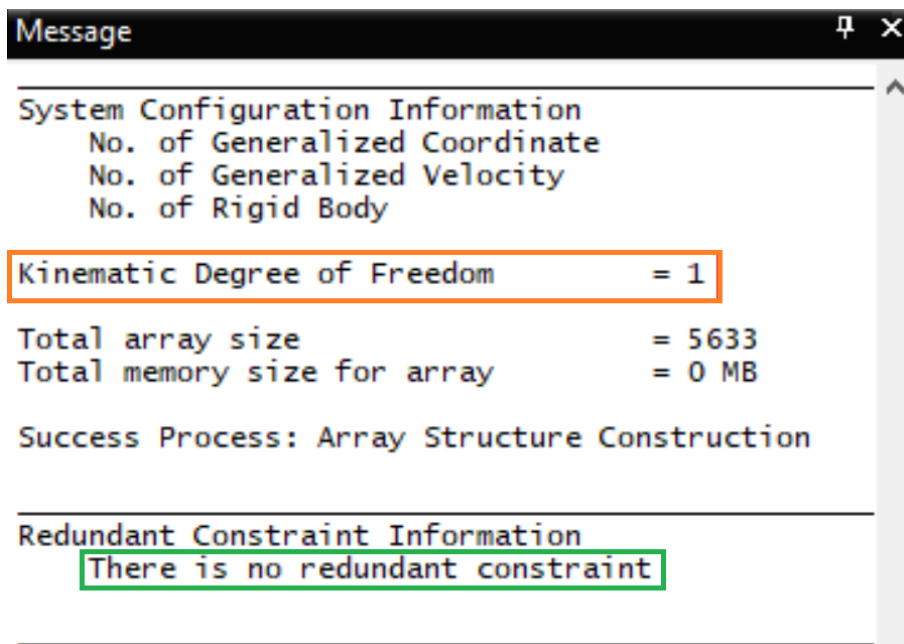 Message
System Configuration Information
No. of Generalized Coordinate
No. of Generalized Velocity
No. of Rigid Body
Kinematic Degree of Freedom = 1
Total array size = 5633
Total memory size for array = 0 MB
Success Process: Array Structure Construction
Redundant Constraint Information
There is no redundant constraint